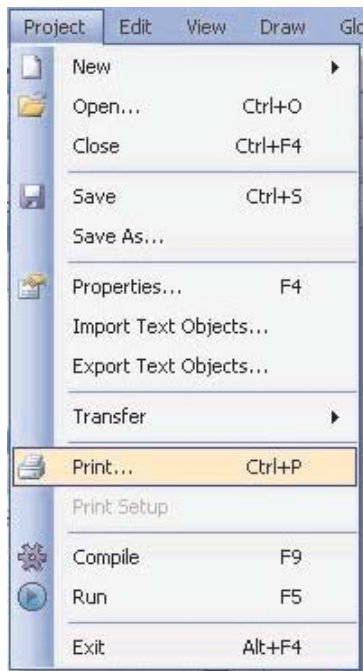 Project Edit View Draw
New
Open... Ctrl+O
Close Ctrl+F4
Save Ctrl+S
Save As...
Properties... F4
Import Text Objects...
Export Text Objects...
Transfer
Print... Ctrl+P
Print Setup
Compile F9
Run F5
Exit Alt+F4